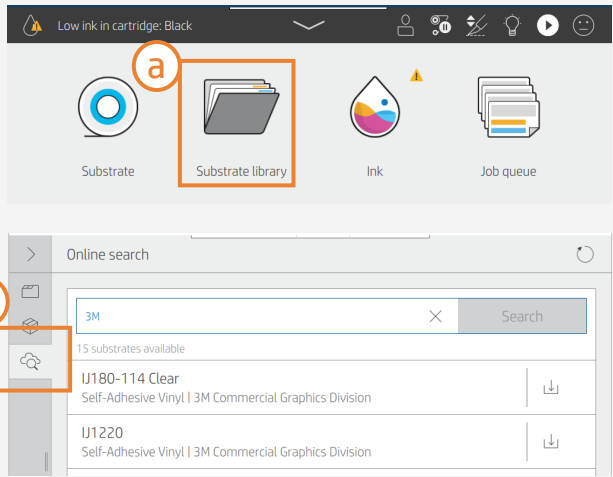 Low ink in cartridge: Black
a
Substrate
Substrate library
Ink
Job queue
Online search
3M
Search
15 substrates available
IJ180-114 Clear
Self-Adhesive Vinyl | 3M Commercial Graphics Division
IJ1220
Self-Adhesive Vinyl | 3M Commercial Graphics Division